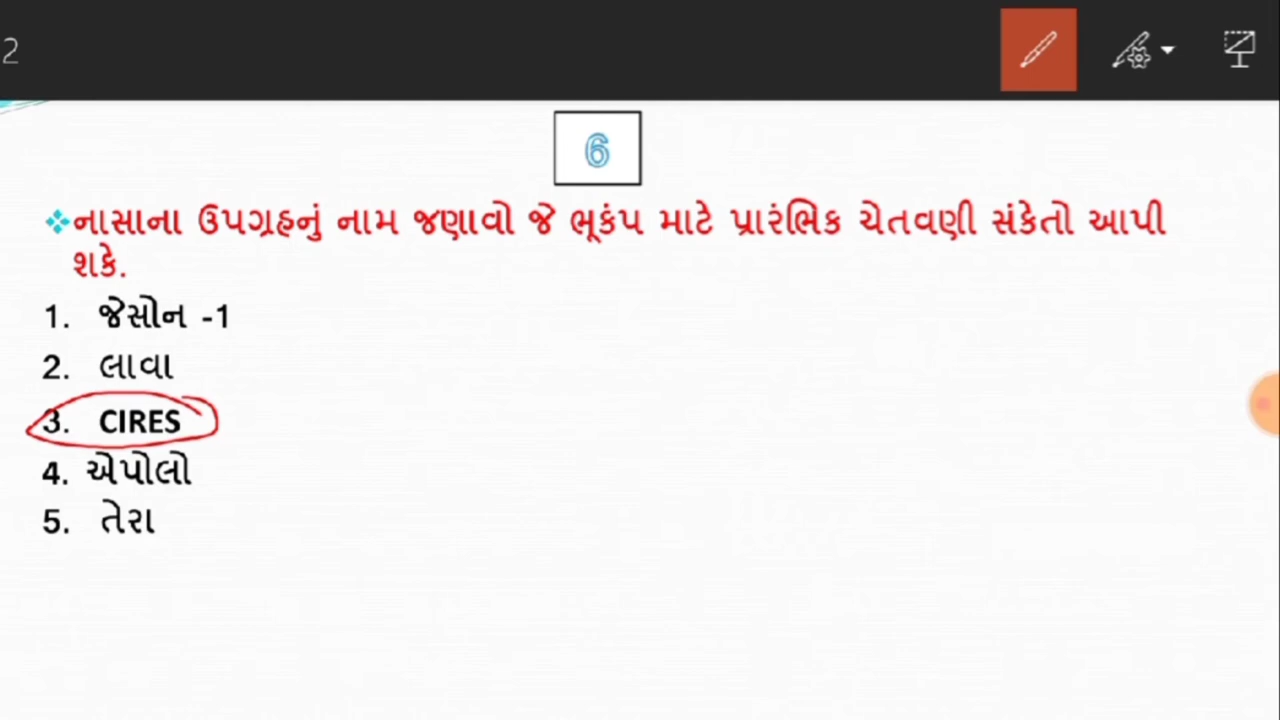 2
6
નાસાના ઉપગ્રહનું નામ જણાવો જે ભૂકંપ માટે પ્રારંભિક ચેતવણી સંકેતો આપી
શકે.
1. જેસોન -1
2. લાવા
3. CIRES
4. એપોલો
5. તેરા